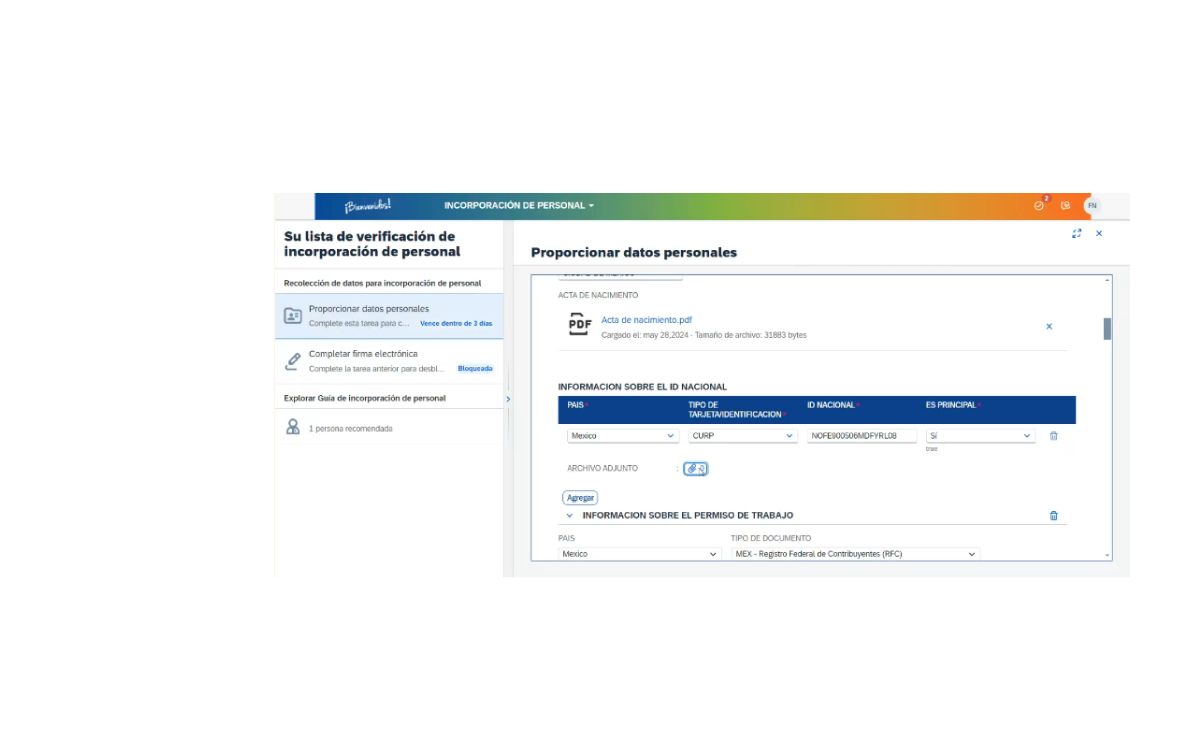 ¡Bienvenidos!
INCORPORACIÓN DE PERSONAL
2
FN
Su lista de verificación de
incorporación de personal
Recolección de datos para incorporación de personal
Proporcionar datos personales
Complete esta tarea para c... Vence dentro de 3 días
Completar firma electrónica
Complete la tarea anterior para desbl... Bloqueada
Explorar Guía de incorporación de personal
1 persona recomendada
Proporcionar datos personales
ACTA DE NACIMIENTO
PDF
Acta de nacimiento.pdf
Cargado el: may 28,2024 - Tamaño de archivo: 31883 bytes
INFORMACION SOBRE EL ID NACIONAL
PAIS* TIPO DE TARJETA/IDENTIFICACION* ID NACIONAL* ES PRINCIPAL*
Mexico CURP NOFE900506MDFYRL08 Sí
true
ARCHIVO ADJUNTO :
Agregar
INFORMACION SOBRE EL PERMISO DE TRABAJO
PAIS TIPO DE DOCUMENTO
Mexico MEX - Registro Federal de Contribuyentes (RFC)